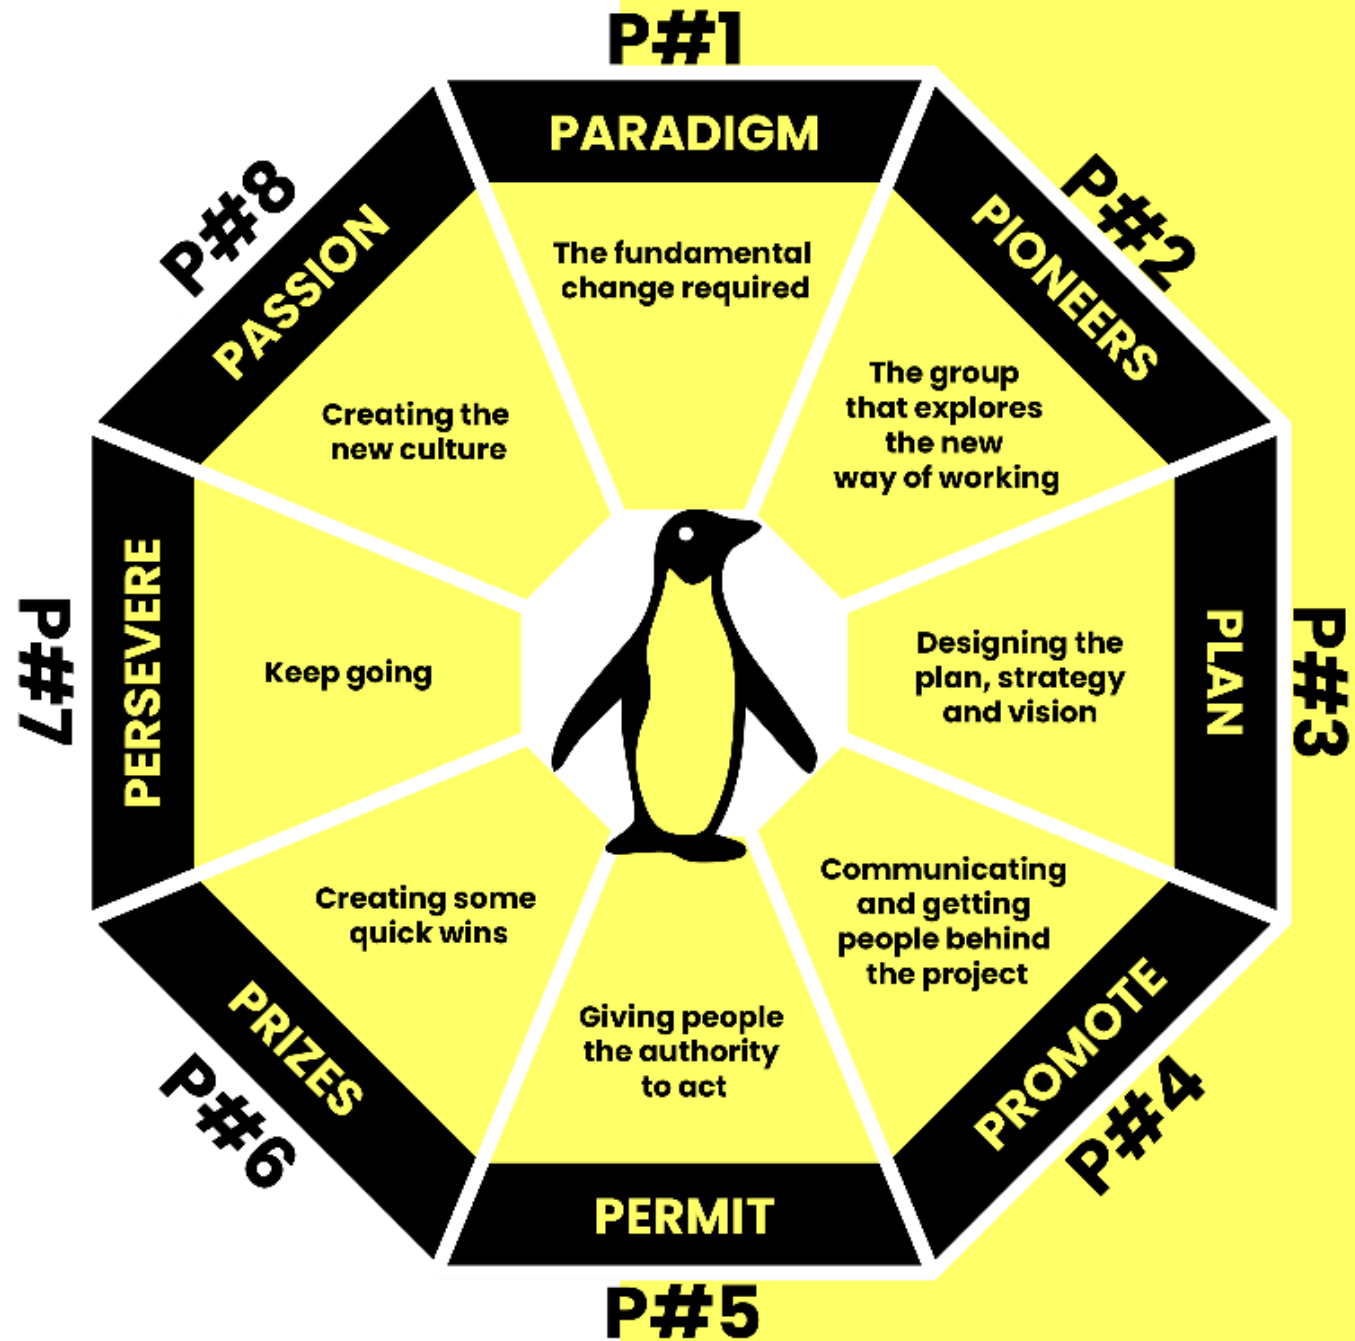 P#1
PARADIGM
The fundamental
change required
P#2
PIONEERS
The group
that explores
the new
way of working
P#3
PLAN
Designing the
plan, strategy
and vision
P#4
PROMOTE
Communicating
and getting
people behind
the project
P#5
PERMIT
Giving people
the authority
to act
P#6
PRIZES
Creating some
quick wins
P#7
PERSEVERE
Keep going
P#8
PASSION
Creating the
new culture